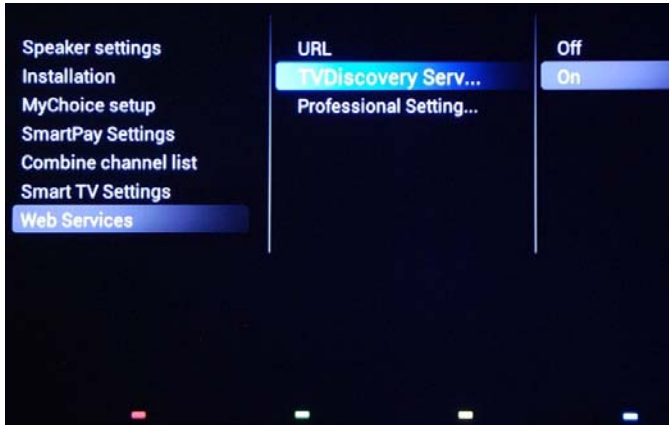 Speaker settings
Installation
MyChoice setup
SmartPay Settings
Combine channel list
Smart TV Settings
Web Services
URL
TVDiscovery Serv...
Professional Setting...
Off
On